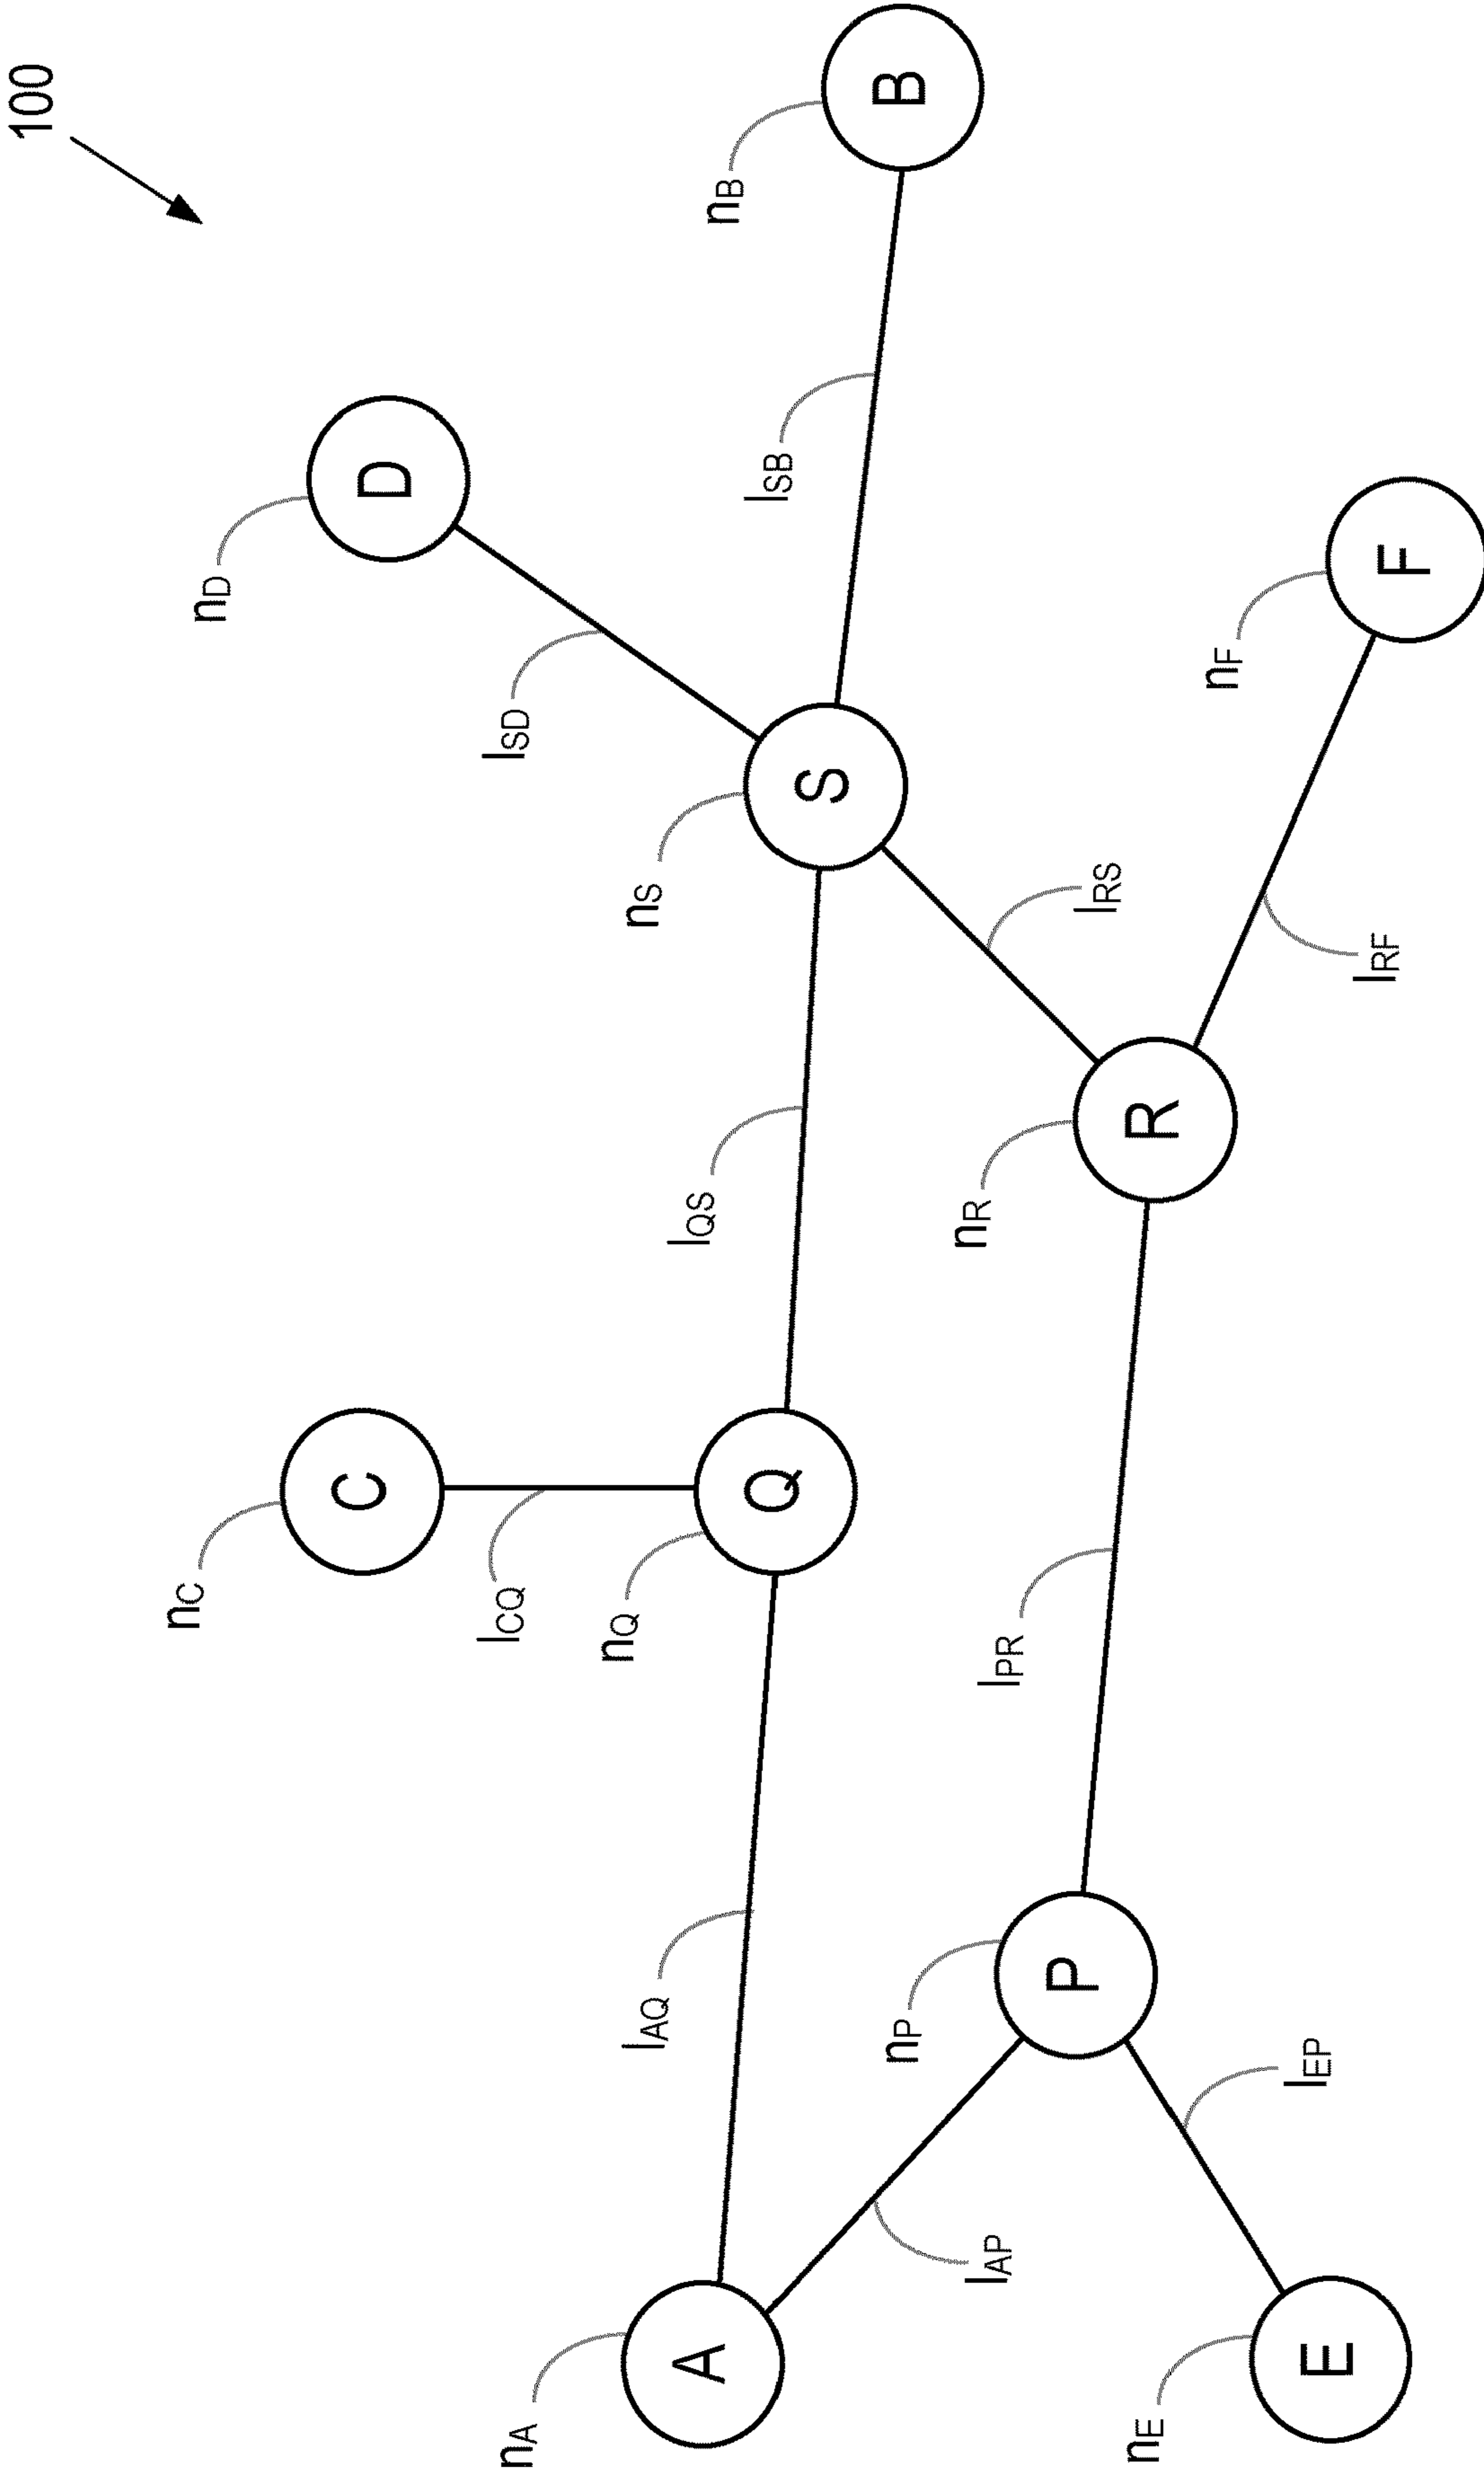 100
nD
D
nB
B
lSD
lSB
nC
C
nS
S
lCQ
nQ
Q
lQS
lRS
nF
F
nR
R
lRF
lAQ
lPR
nA
A
nP
P
lAP
lEP
nE
E